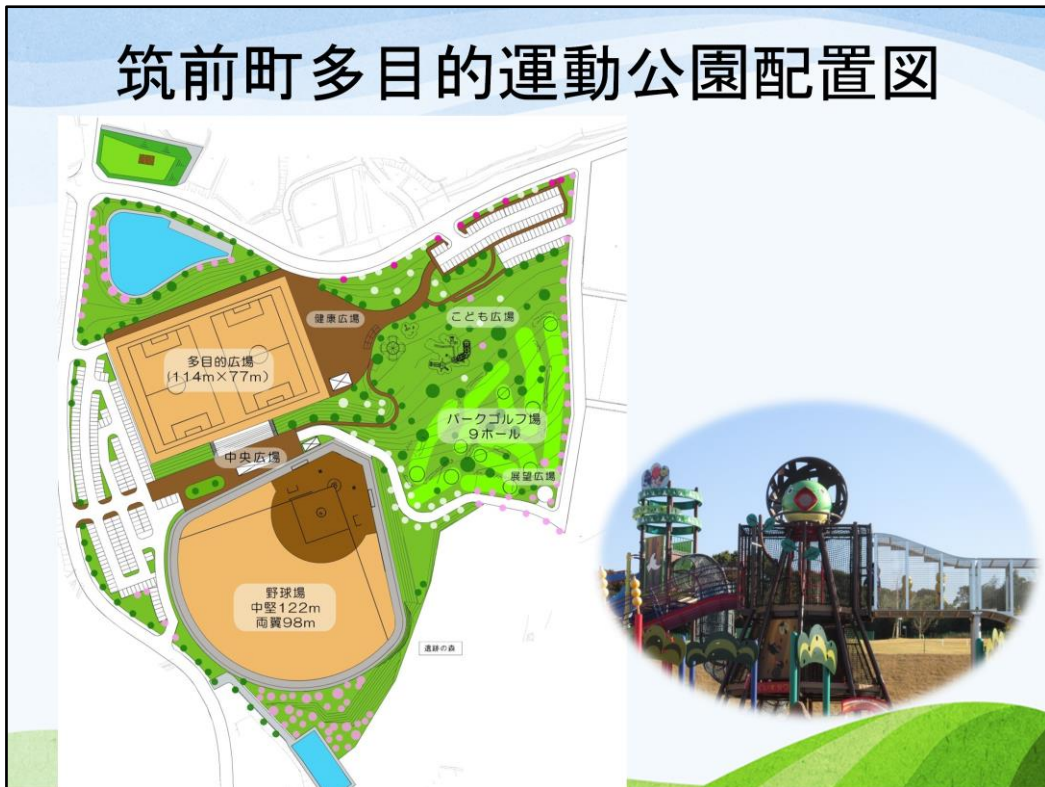 筑前町多目的運動公園配置図
健康広場
こども広場
多目的広場
(114m×77m)
パークゴルフ場
9ホール
中央広場
展望広場
野球場
中堅122m
両翼98m
遺跡の森